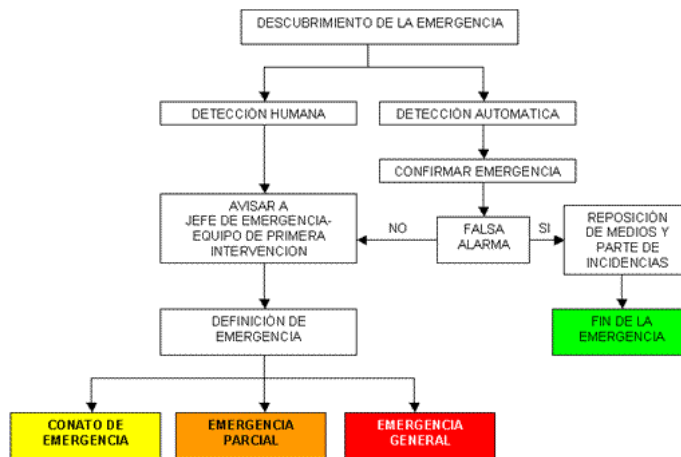 DESCUBRIMIENTO DE LA EMERGENCIA
DETECCIÓN HUMANA
DETECCIÓN AUTOMATICA
CONFIRMAR EMERGENCIA
AVISAR A
JEFE DE EMERGENCIA-
EQUIPO DE PRIMERA
INTERVENCION
NO
FALSA
ALARMA
SI
REPOSICIÓN
DE MEDIOS Y
PARTE DE
INCIDENCIAS
DEFINICIÓN DE
EMERGENCIA
FIN DE LA
EMERGENCIA
CONATO DE
EMERGENCIA
EMERGENCIA
PARCIAL
EMERGENCIA
GENERAL